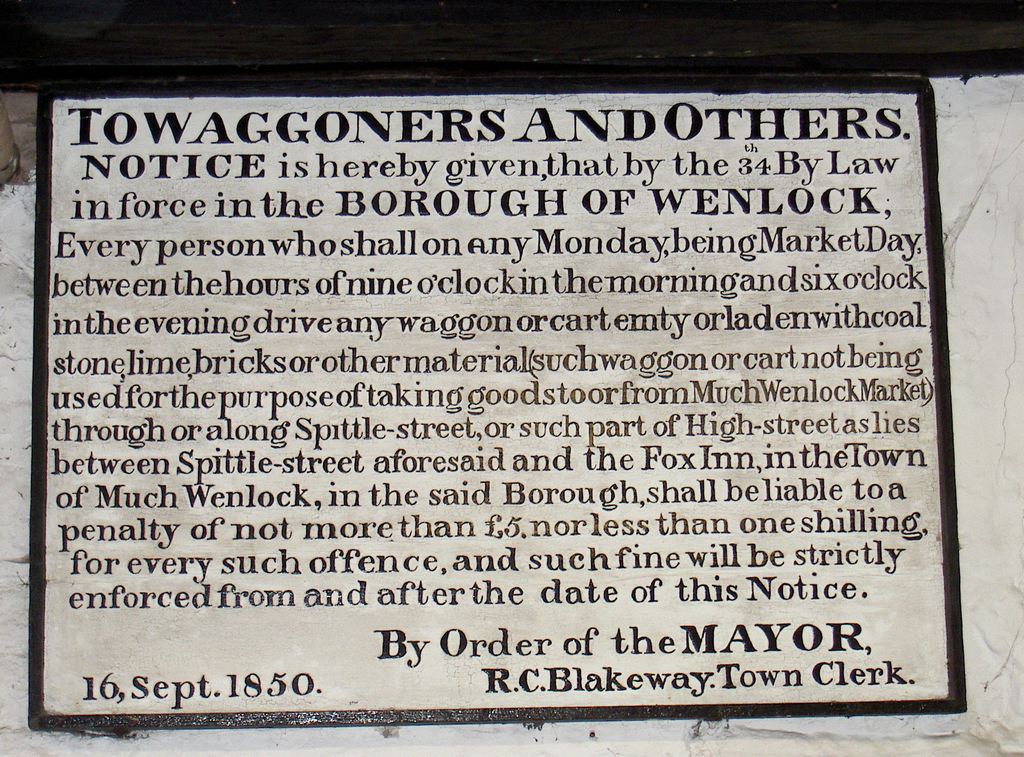 TO WAGGONERS AND OTHERS.
NOTICE is hereby given, that by the 34th By Law
in force in the BOROUGH OF WENLOCK,
Every person who shall on any Monday, being Market Day,
between the hours of nine o'clock in the morning and six o'clock
in the evening drive any waggon or cart emty or laden with coal
stone, lime, bricks or other material (such waggon or cart not being
used for the purpose of taking goods to or from Much Wenlock Market)
through or along Spittle-street, or such part of High-street as lies
between Spittle-street aforesaid and the Fox Inn, in the Town
of Much Wenlock, in the said Borough, shall be liable to a
penalty of not more than £5. nor less than one shilling,
for every such offence, and such fine will be strictly
enforced from and after the date of this Notice.
By Order of the MAYOR,
16, Sept. 1850.
R.C. Blakeway. Town Clerk.